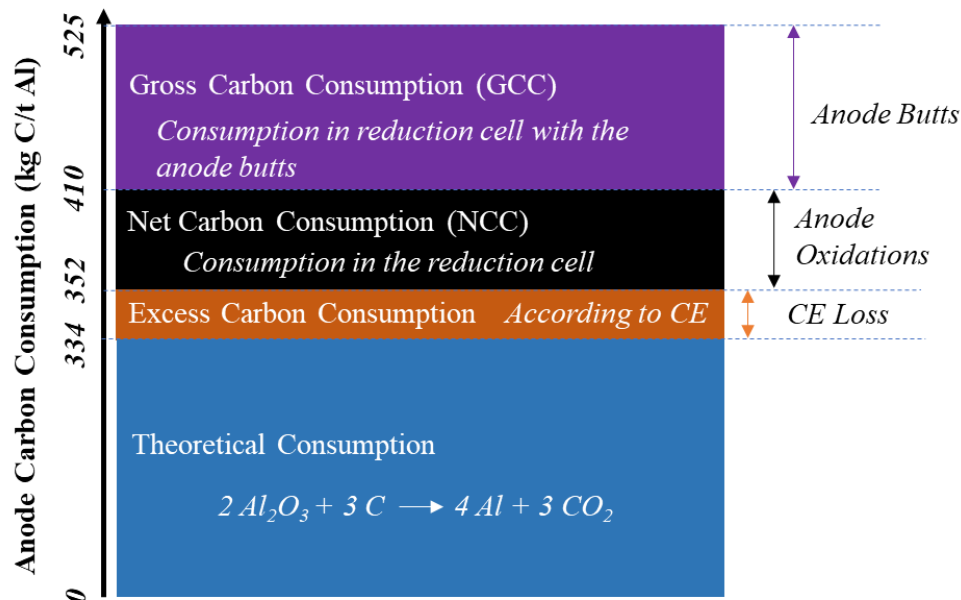 Anode Carbon Consumption (kg C/t Al)
525
Gross Carbon Consumption (GCC)
Consumption in reduction cell with the
anode butts
Anode Butts
410
Net Carbon Consumption (NCC)
Consumption in the reduction cell
Anode
Oxidations
352
Excess Carbon Consumption According to CE
CE Loss
334
Theoretical Consumption
2 Al₂O₃ + 3 C → 4 Al + 3 CO₂
0